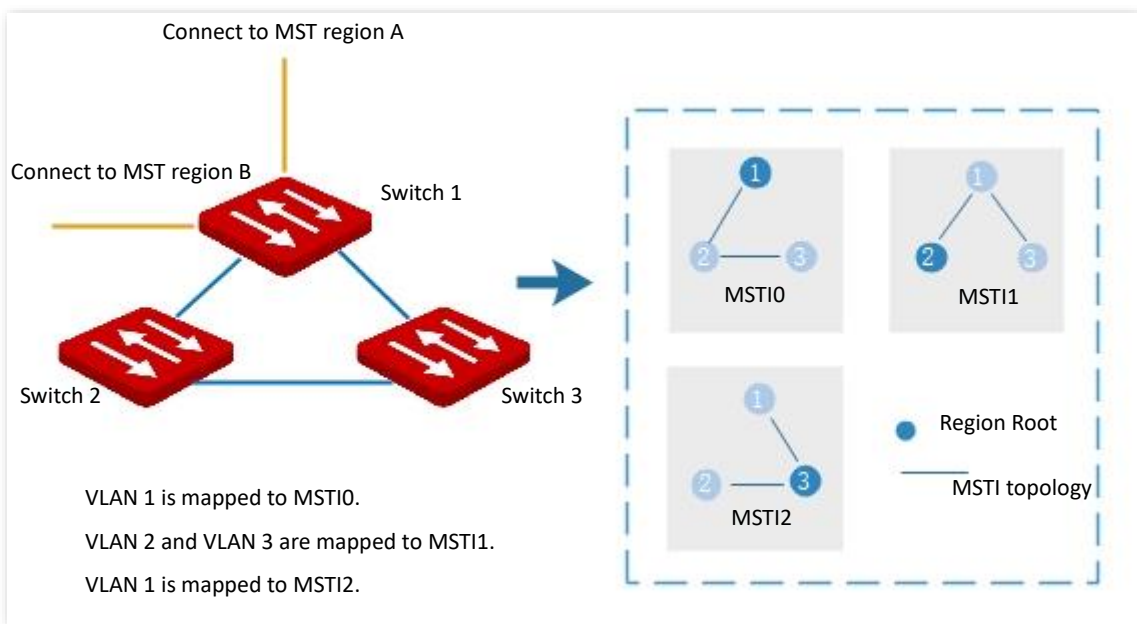 Connect to MST region A
Connect to MST region B
Switch 1
Switch 2
Switch 3
VLAN 1 is mapped to MSTI0.
VLAN 2 and VLAN 3 are mapped to MSTI1.
VLAN 1 is mapped to MSTI2.
1
2
3
MSTI0
1
2
3
MSTI1
1
2
3
MSTI2
Region Root
MSTI topology